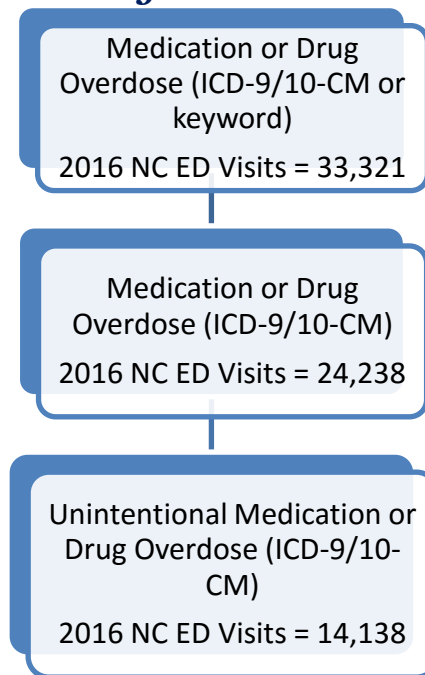 Medication or Drug
Overdose (ICD-9/10-CM or
keyword)
2016 NC ED Visits = 33,321
Medication or Drug
Overdose (ICD-9/10-CM)
2016 NC ED Visits = 24,238
Unintentional Medication or
Drug Overdose (ICD-9/10-
CM)
2016 NC ED Visits = 14,138